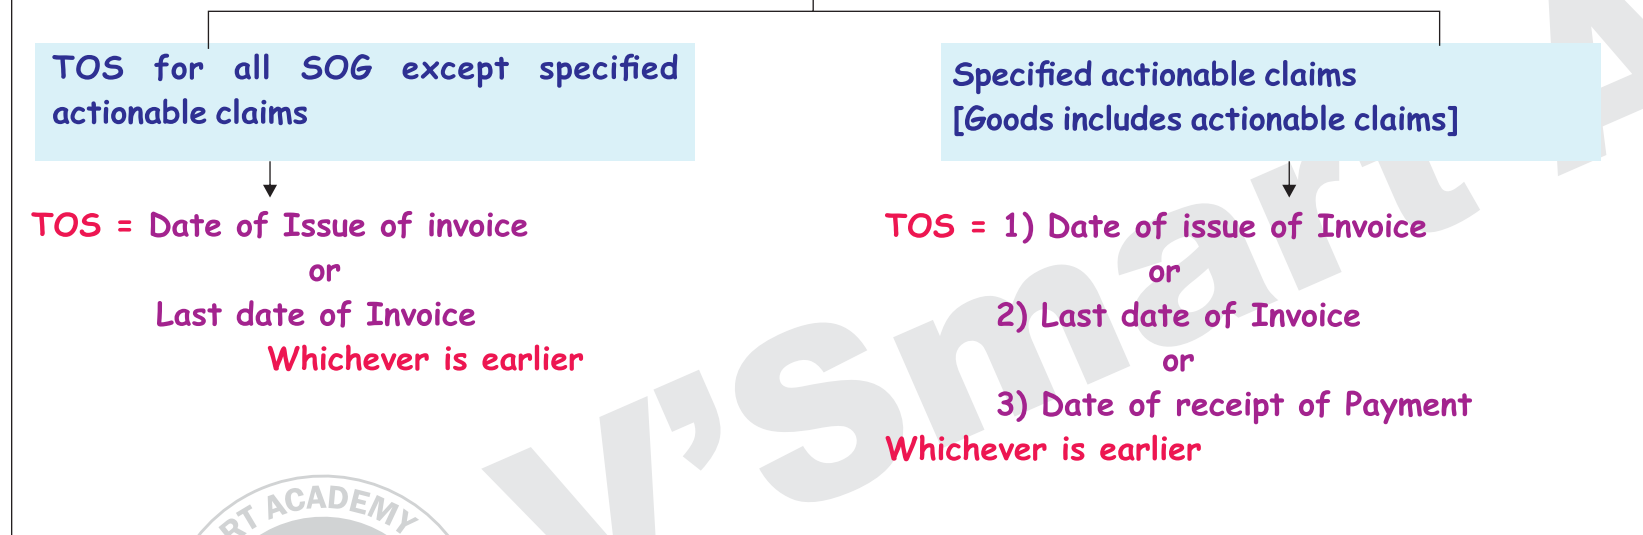 TOS for all SOG except specified
actionable claims
Specified actionable claims
[Goods includes actionable claims]
TOS = Date of Issue of invoice
or
Last date of Invoice
Whichever is earlier
TOS = 1) Date of issue of Invoice
or
2) Last date of Invoice
or
3) Date of receipt of Payment
Whichever is earlier
V'Smart A
RT ACADEMY